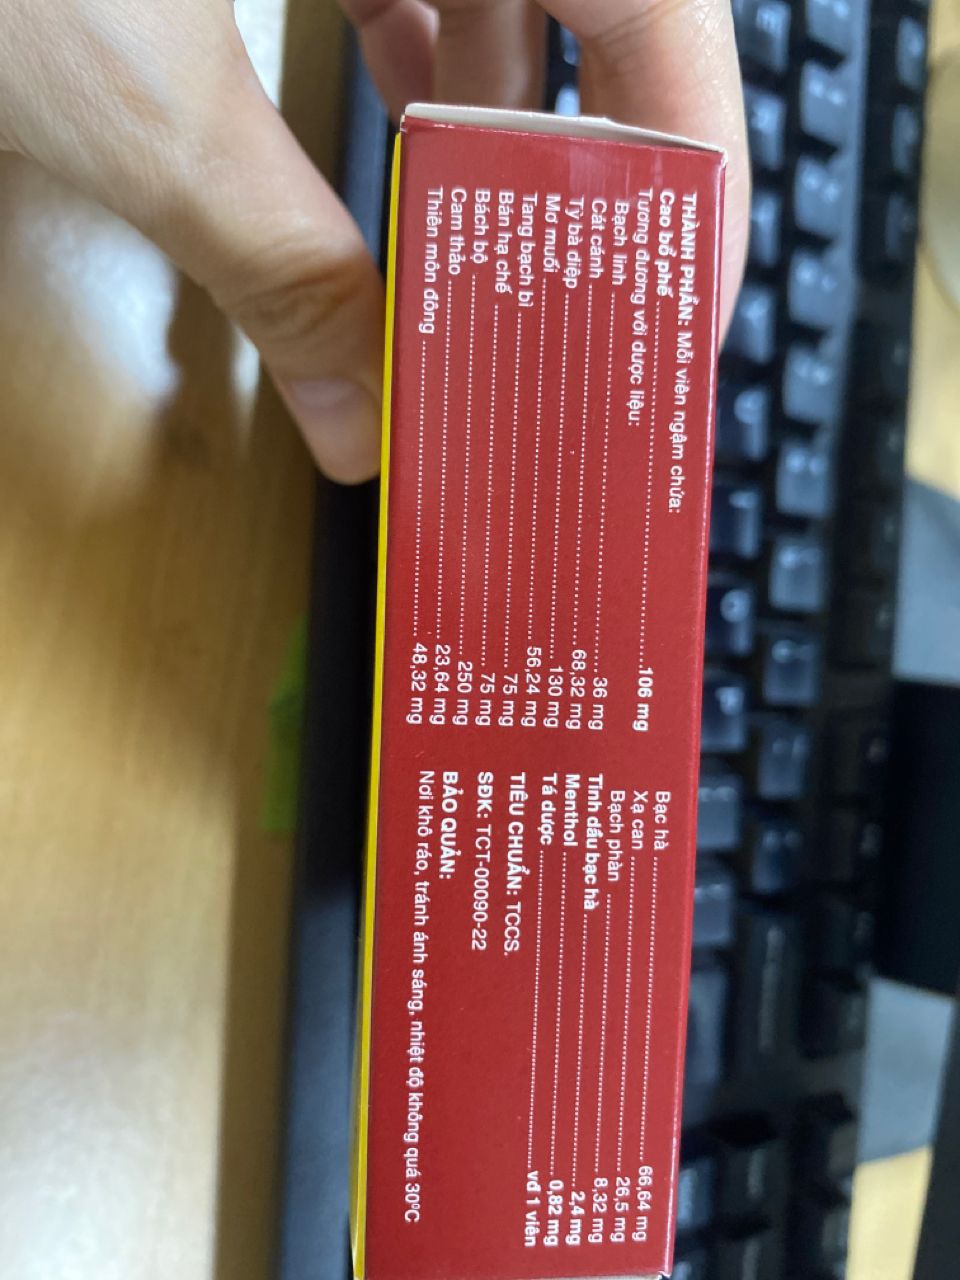 THÀNH PHẦN: Mỗi viên ngậm chứa:
Cao bổ phế ........ 106 mg
Tương đương với dược liệu:
Bạch linh ........ 36 mg
Cát cánh ........ 68,32 mg
Tỳ bà diệp ........ 130 mg
Mơ muối ........ 56,24 mg
Tang bạch bì ........ 75 mg
Bán hạ chế ........ 75 mg
Bách bộ ........ 250 mg
Cam thảo ........ 23,64 mg
Thiên môn đông ........ 48,32 mg
Bạc hà ........ 66,64 mg
Xạ can ........ 26,5 mg
Bạch phàn ........ 8,32 mg
Tinh dầu bạc hà ........ 2,4 mg
Menthol ........ 0,82 mg
Tá dược ........ vđ 1 viên
TIÊU CHUẨN: TCCS.
SĐK: TCT-00090-22
BẢO QUẢN:
Nơi khô ráo, tránh ánh sáng, nhiệt độ không quá 30ºC